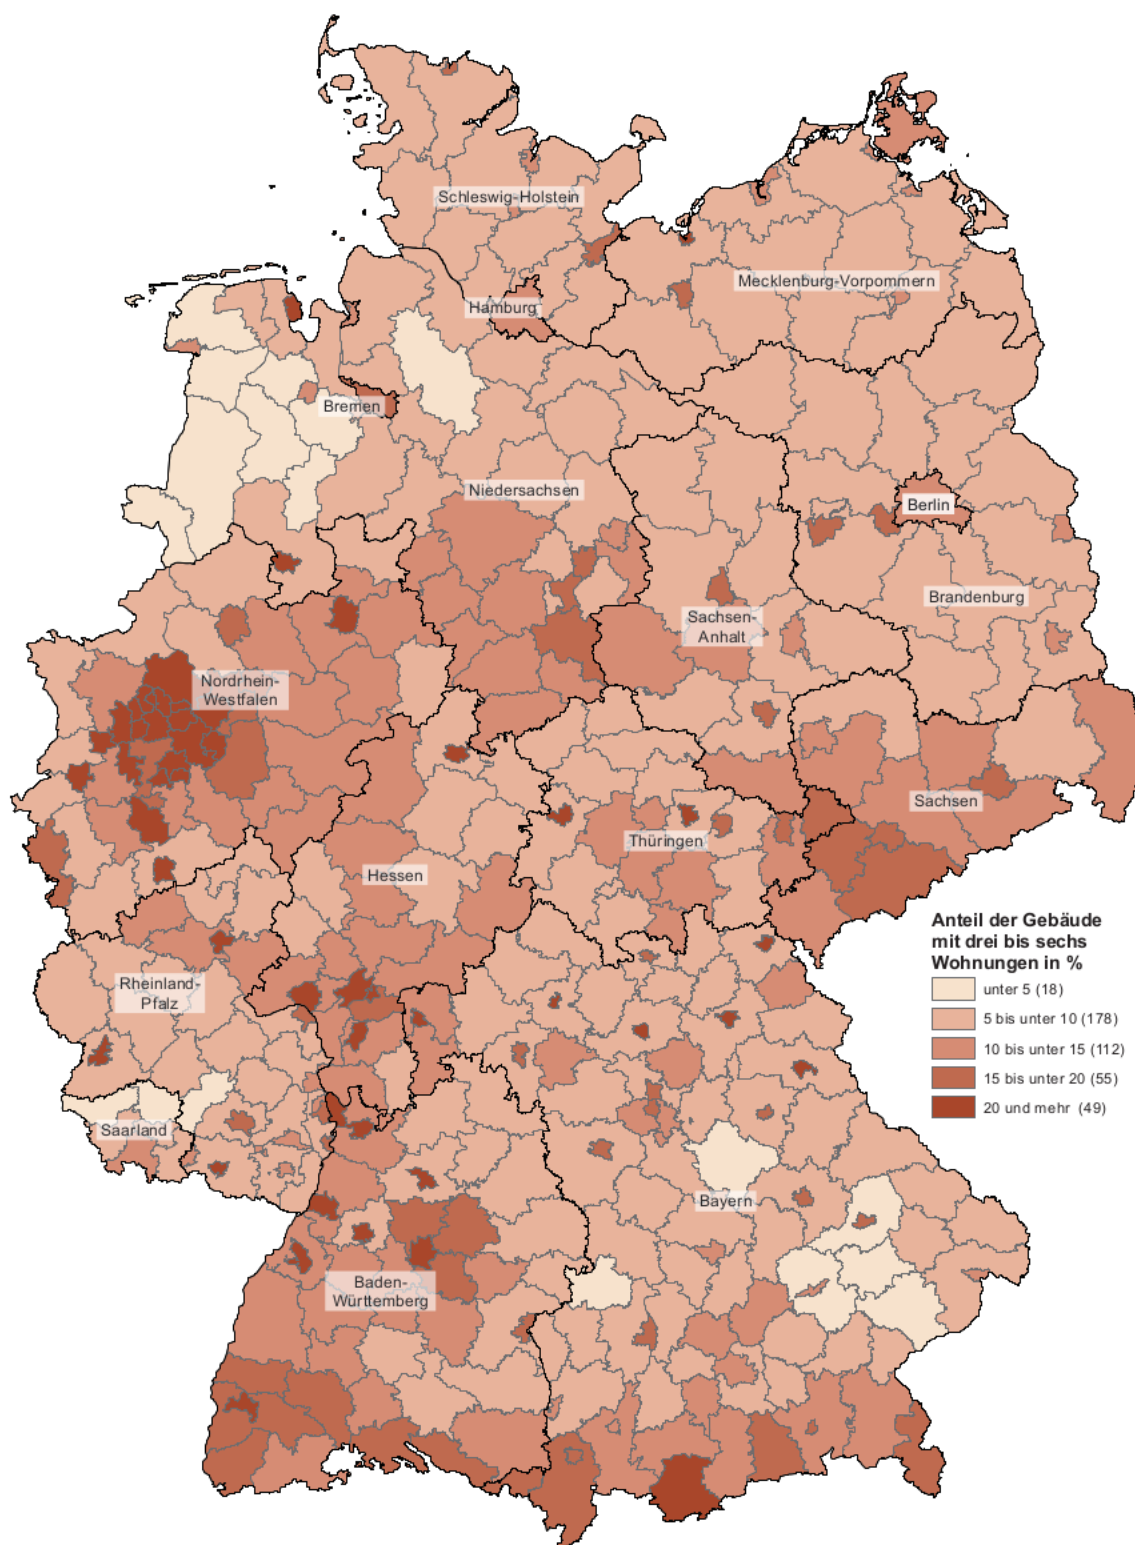 Schleswig-Holstein
Mecklenburg-Vorpommern
Hamburg
Bremen
Niedersachsen
Berlin
Brandenburg
Sachsen-
Anhalt
Nordrhein-
Westfalen
Sachsen
Thüringen
Hessen
Rheinland-
Pfalz
Saarland
Bayern
Baden-
Württemberg
Anteil der Gebäude
mit drei bis sechs
Wohnungen in %
unter 5 (18)
5 bis unter 10 (178)
10 bis unter 15 (112)
15 bis unter 20 (55)
20 und mehr (49)